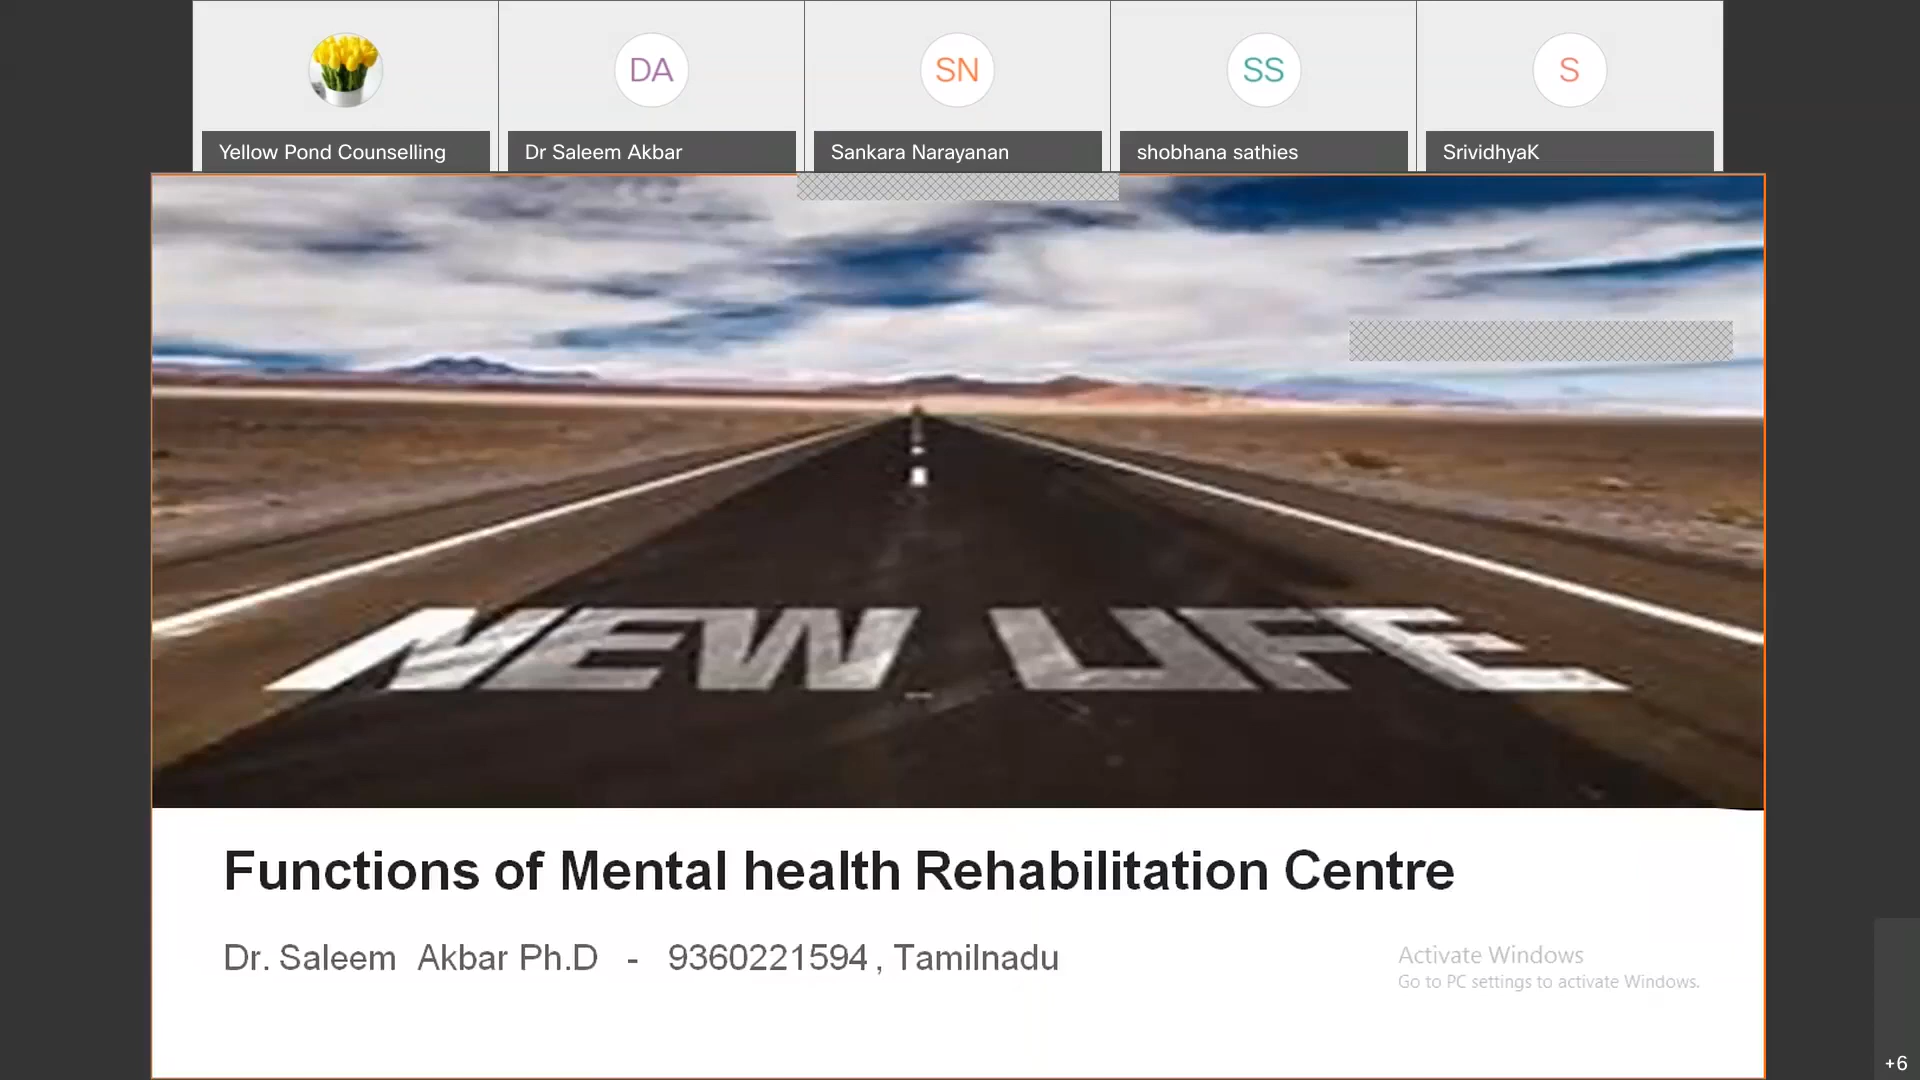 DA
SN
SS
S
Yellow Pond Counselling
Dr Saleem Akbar
Sankara Narayanan
shobhana sathies
SrividhyaK
NEW LIFE
Functions of Mental health Rehabilitation Centre
Dr. Saleem Akbar Ph.D - 9360221594, Tamilnadu
Activate Windows
Go to PC settings to activate Windows.
+6